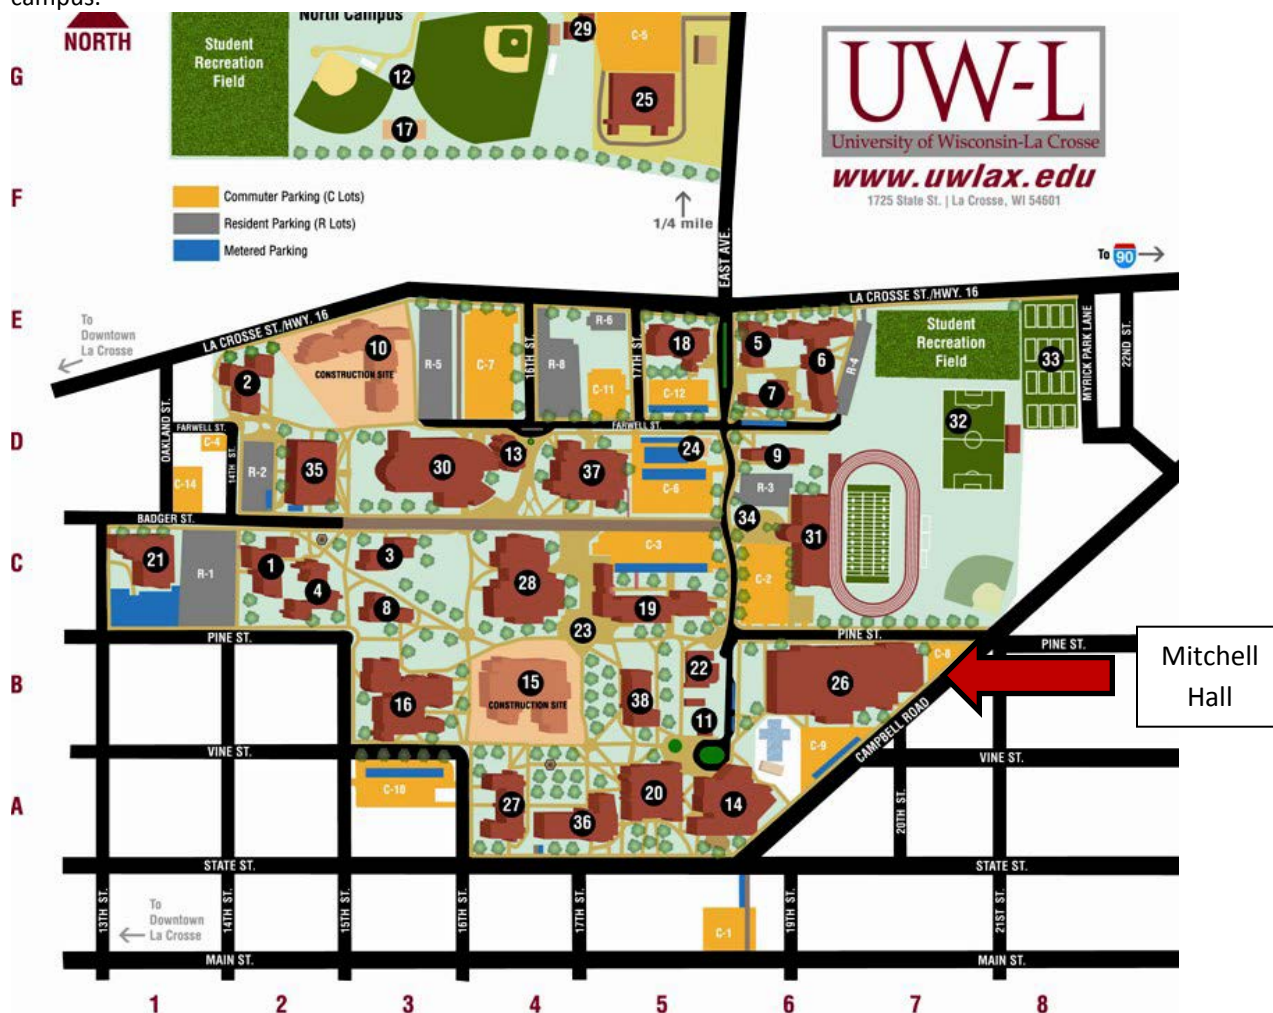 campus.
North Campus
NORTH
Student
Recreation
Field
G
12
17
29
C-5
25
UW-L
University of Wisconsin-La Crosse
www.uwlax.edu
1725 State St. | La Crosse, WI 54601
F
Commuter Parking (C Lots)
Resident Parking (R Lots)
Metered Parking
1/4 mile
EAST AVE.
To 90
LA CROSSE ST./HWY. 16
LA CROSSE ST./HWY. 16
E
To
Downtown
La Crosse
10
CONSTRUCTION SITE
2
R-5
C-7
16TH ST.
R-8
R-6
C-11
17TH ST.
18
C-12
5
6
7
R-4
Student
Recreation
Field
33
MYRICK PARK LANE
22ND ST.
OAKLAND ST.
FARWELL ST.
FARWELL ST.
D
C-4
14TH ST.
C-14
R-2
35
30
13
37
24
C-6
9
R-3
32
34
31
BADGER ST.
C
21
R-1
1
4
3
8
28
C-3
19
C-2
23
PINE ST.
PINE ST.
PINE ST.
B
16
15
CONSTRUCTION SITE
38
22
11
26
C-8
Mitchell
Hall
CAMPBELL ROAD
C-9
VINE ST.
VINE ST.
A
C-10
27
36
20
14
20TH ST.
STATE ST.
STATE ST.
13TH ST.
14TH ST.
15TH ST.
16TH ST.
17TH ST.
19TH ST.
21ST ST.
To
Downtown
La Crosse
C-1
MAIN ST.
MAIN ST.
1
2
3
4
5
6
7
8